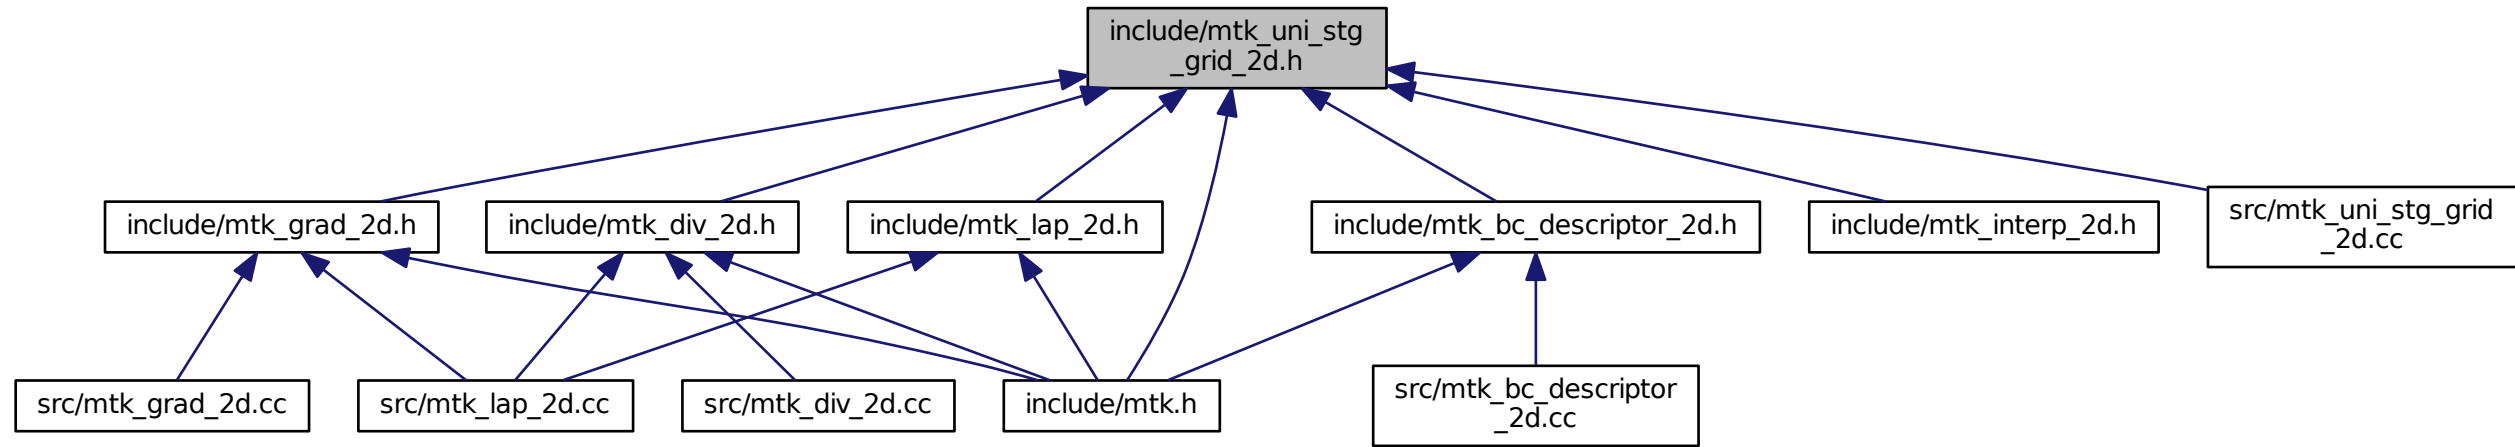 include/mtk_uni_stg
_grid_2d.h
include/mtk_grad_2d.h
include/mtk_div_2d.h
include/mtk_lap_2d.h
include/mtk_bc_descriptor_2d.h
include/mtk_interp_2d.h
src/mtk_uni_stg_grid
_2d.cc
src/mtk_grad_2d.cc
src/mtk_lap_2d.cc
src/mtk_div_2d.cc
include/mtk.h
src/mtk_bc_descriptor
_2d.cc